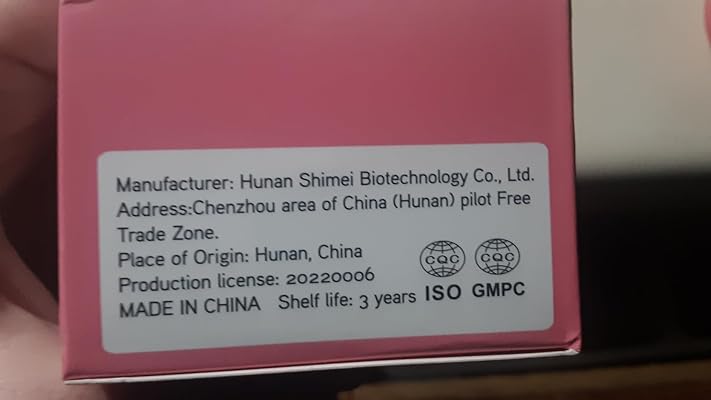 Manufacturer: Hunan Shimei Biotechnology Co., Ltd.
Address:Chenzhou area of China (Hunan) pilot Free
Trade Zone.
Place of Origin: Hunan, China
Production license: 20220006
CQC CQC
MADE IN CHINA Shelf life: 3 years ISO GMPC